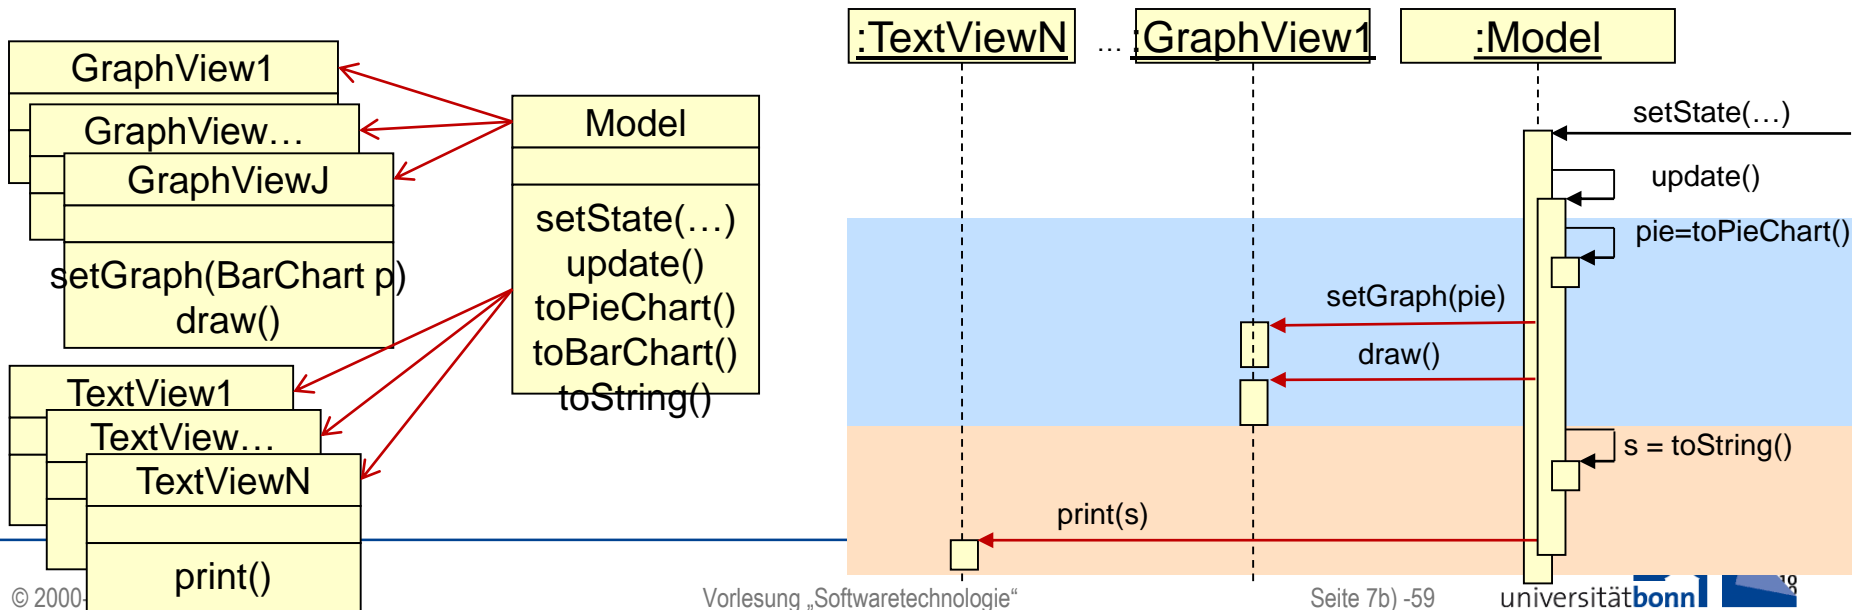 GraphView1
GraphView…
GraphViewJ
setGraph(BarChart p)
draw()
TextView1
TextView…
TextViewN
print()
Model
setState(…)
update()
toPieChart()
toBarChart()
toString()
:TextViewN … :GraphView1 :Model
setState(…)
update()
pie=toPieChart()
setGraph(pie)
draw()
s = toString()
print(s)
© 2000- Vorlesung „Softwaretechnologie“ Seite 7b) -59 universitätbonn